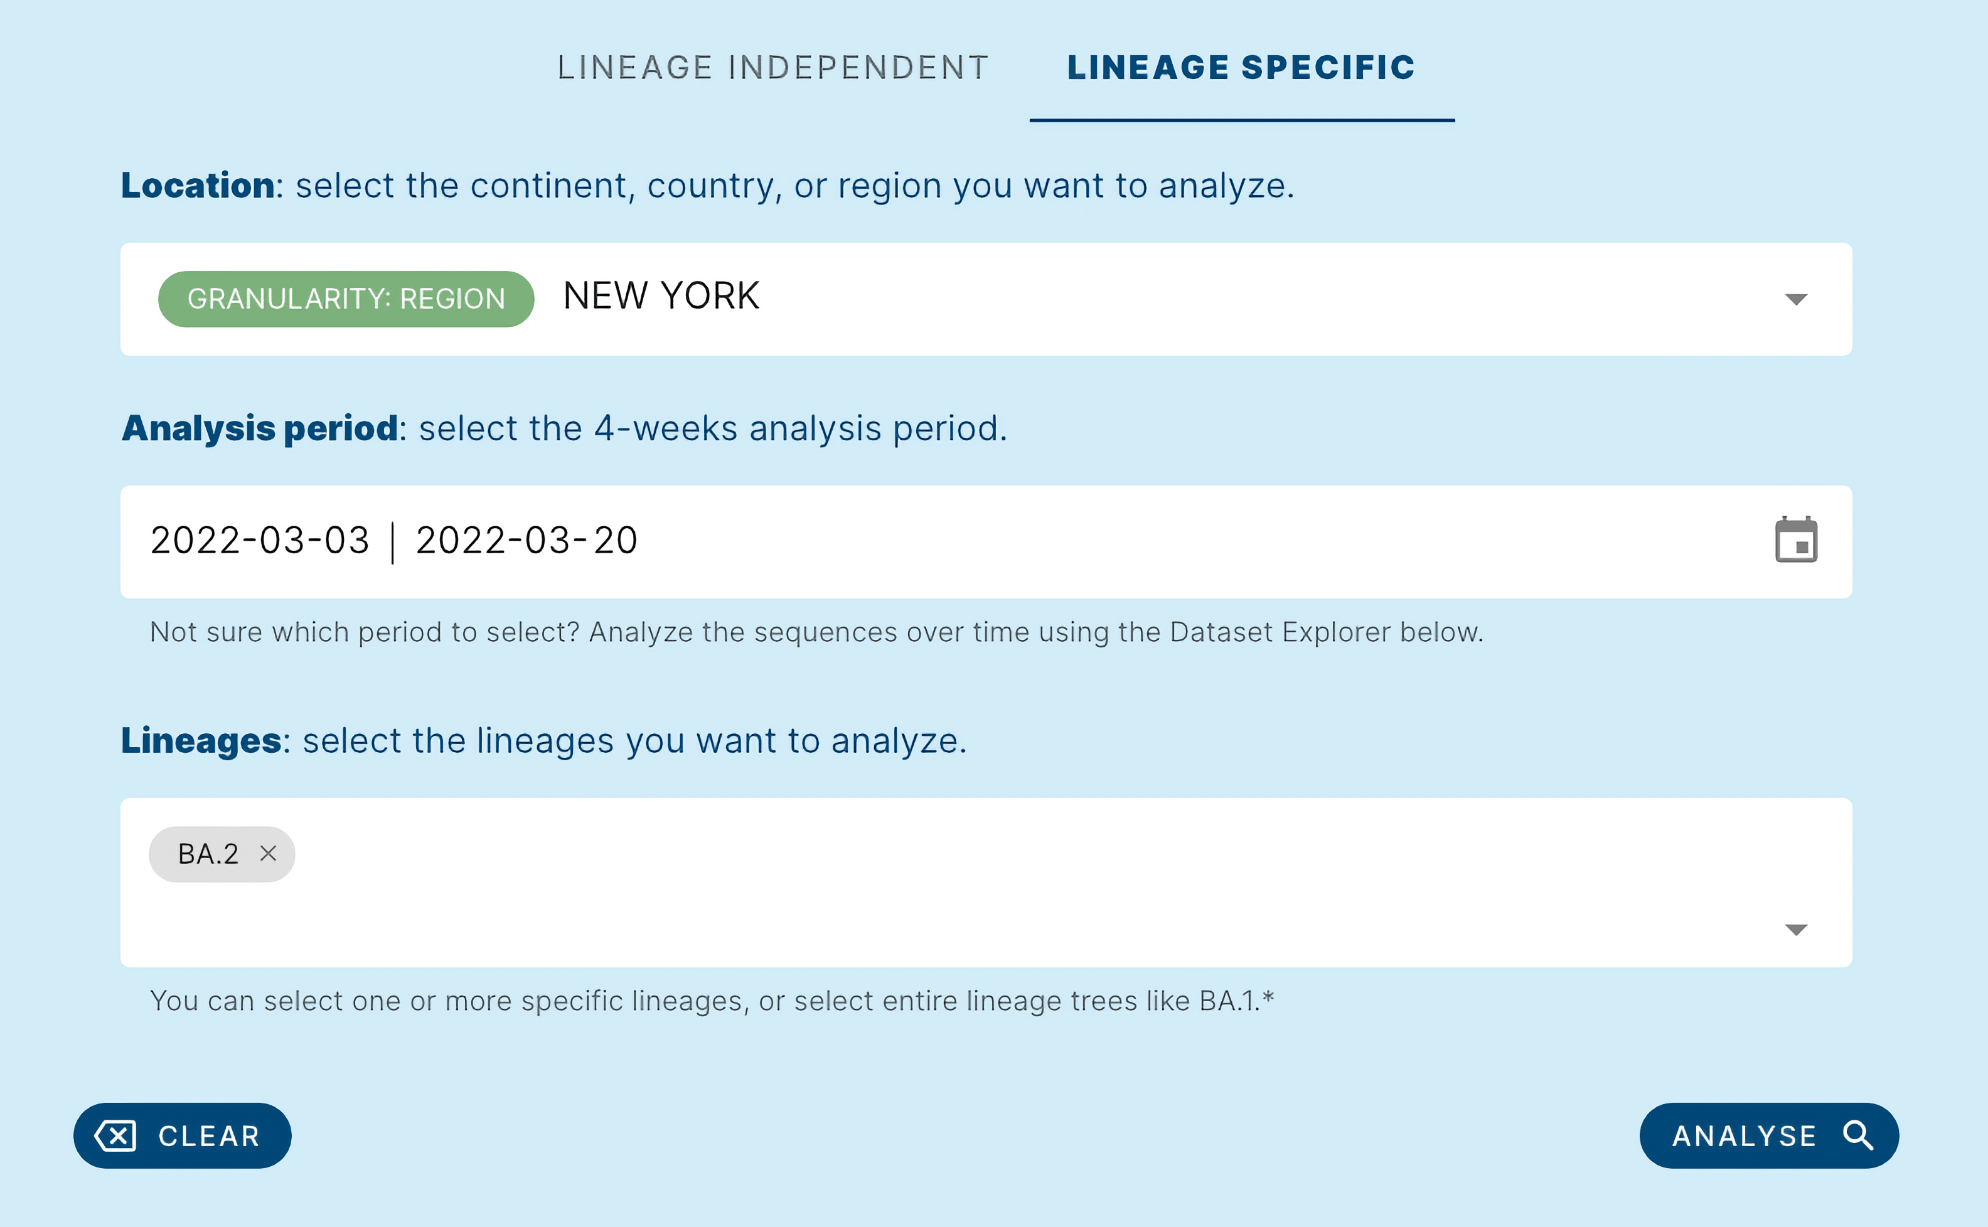 LINEAGE INDEPENDENT LINEAGE SPECIFIC
Location: select the continent, country, or region you want to analyze.
GRANULARITY: REGION NEW YORK
Analysis period: select the 4-weeks analysis period.
2022-03-03 | 2022-03-20
Not sure which period to select? Analyze the sequences over time using the Dataset Explorer below.
Lineages: select the lineages you want to analyze.
BA.2 ×
You can select one or more specific lineages, or select entire lineage trees like BA.1.*
CLEAR ANALYSE